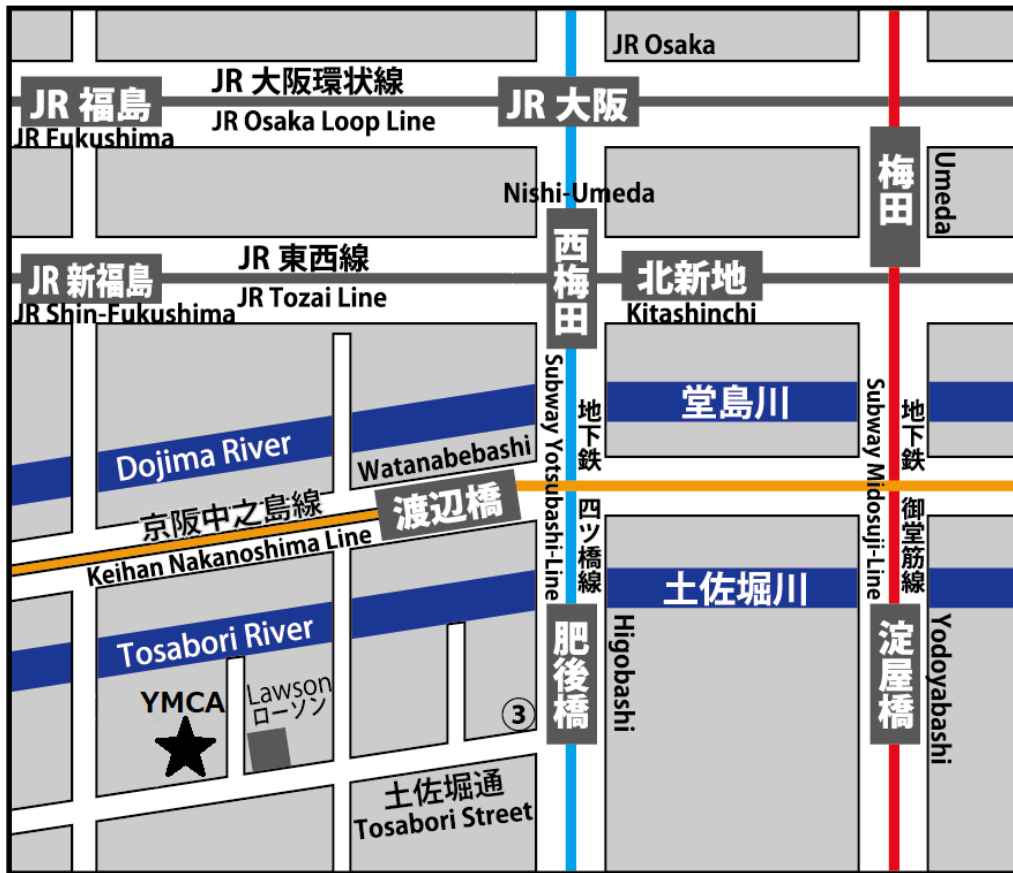 JR Osaka
JR 大阪環状線
JR 福島
JR 大阪
JR Osaka Loop Line
JR Fukushima
梅田
Umeda
Nishi-Umeda
西梅田
JR 東西線
JR 新福島
北新地
JR Tozai Line
JR Shin-Fukushima
Kitashinchi
Subway Yotsubashi-Line
地下鉄 四ツ橋線
堂島川
Subway Midosuji-Line
地下鉄 御堂筋線
Dojima River
Watanabebashi
渡辺橋
京阪中之島線
Keihan Nakanoshima Line
土佐堀川
Tosabori River
肥後橋
Higobashi
淀屋橋
Yodoyabashi
YMCA
Lawson
ローソン
③
土佐堀通
Tosabori Street